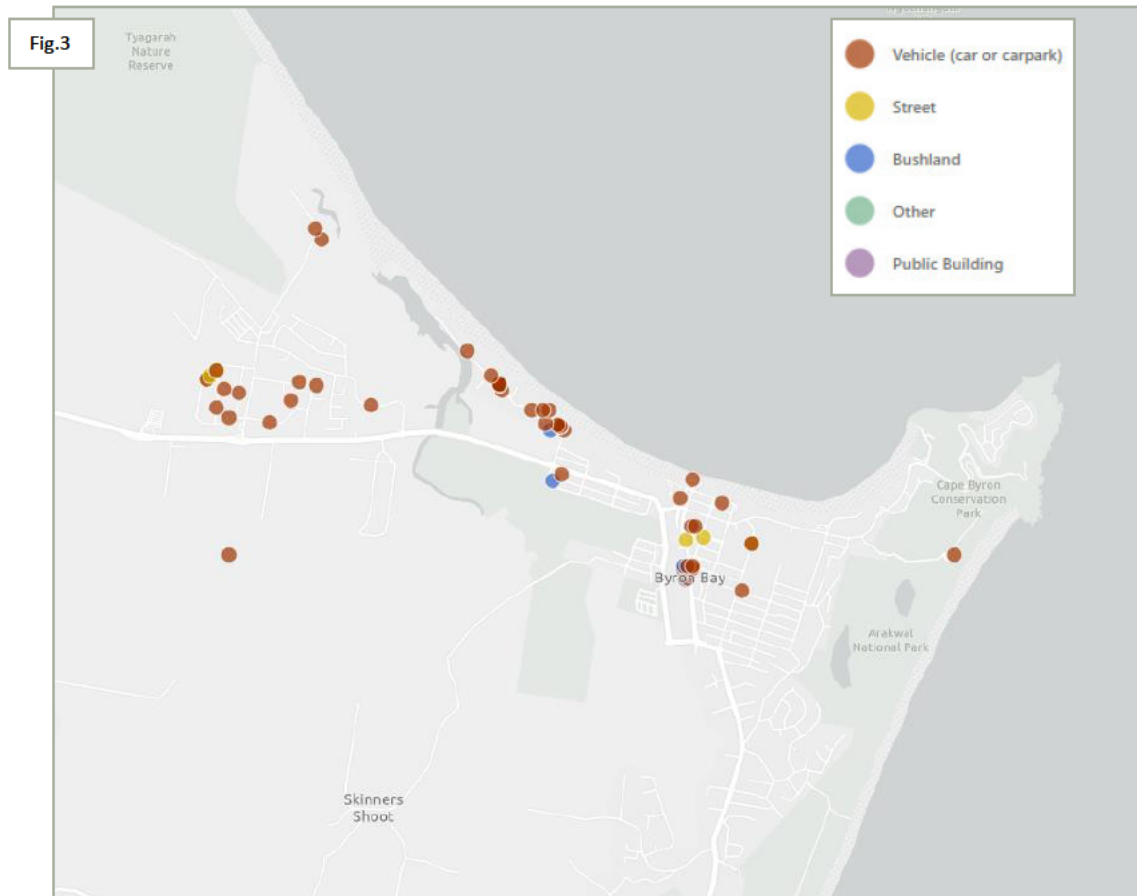 Fig.3
Tyagarah
Nature
Reserve
Vehicle (car or carpark)
Street
Bushland
Other
Public Building
Cape Byron
Conservation
Park
Byron Bay
Arakwal
National Park
Skinners
Shoot